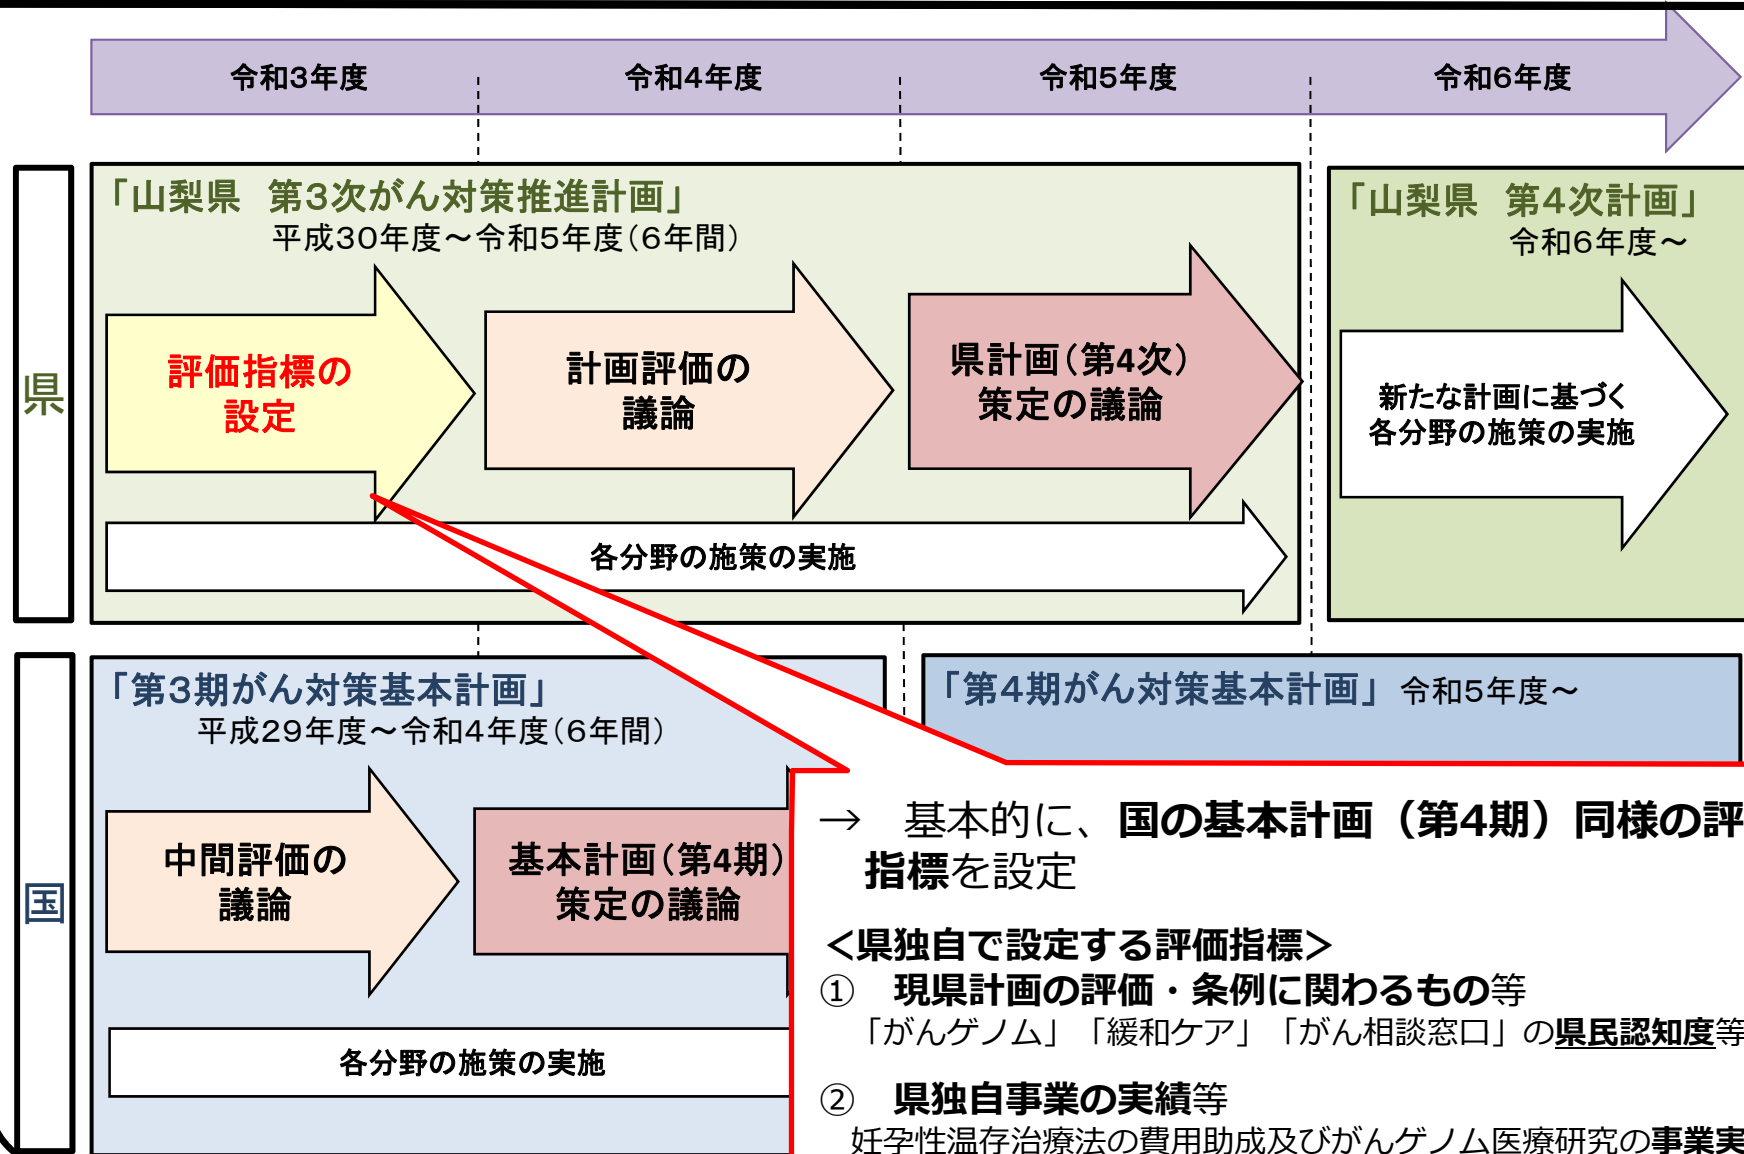 令和3年度
令和4年度
令和5年度
令和6年度
県
「山梨県　第3次がん対策推進計画」
平成30年度～令和5年度(6年間)
評価指標の
設定
計画評価の
議論
県計画(第4次)
策定の議論
各分野の施策の実施
「山梨県　第4次計画」
令和6年度～
新たな計画に基づく
各分野の施策の実施
国
「第3期がん対策基本計画」
平成29年度～令和4年度(6年間)
中間評価の
議論
基本計画(第4期)
策定の議論
各分野の施策の実施
「第4期がん対策基本計画」 令和5年度～
→　基本的に、国の基本計画（第4期）同様の評
指標を設定
＜県独自で設定する評価指標＞
①　現県計画の評価・条例に関わるもの等
「がんゲノム」「緩和ケア」「がん相談窓口」の県民認知度等
②　県独自事業の実績等
妊孕性温存治療法の費用助成及びがんゲノム医療研究の事業実